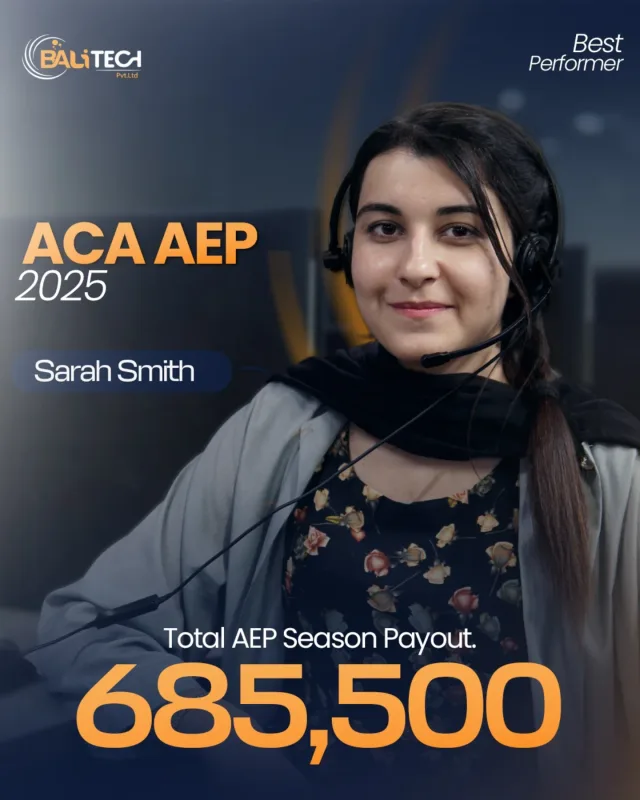 BALiTECH
Pvt.Ltd
Best
Performer
ACA AEP
2025
Sarah Smith
Total AEP Season Payout.
685,500